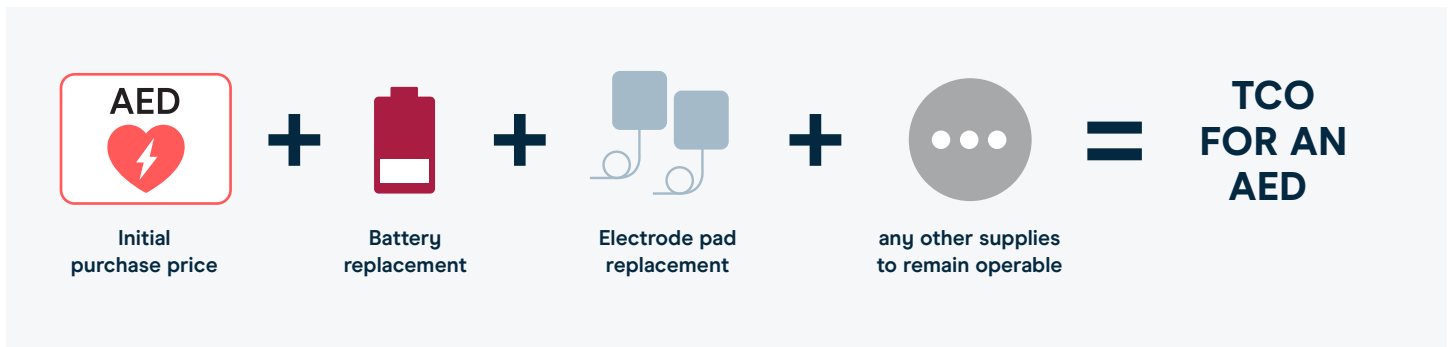 AED
Initial
purchase price
+
Battery
replacement
+
Electrode pad
replacement
+
any other supplies
to remain operable
=
TCO
FOR AN
AED